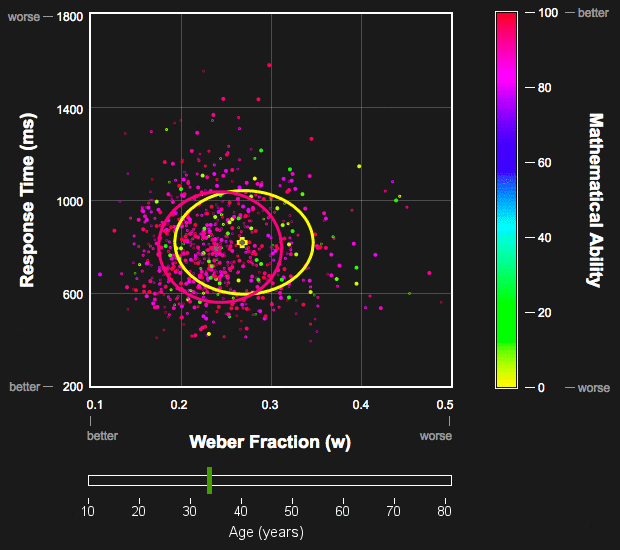 worse
1800
1400
1000
600
better
200
Response Time (ms)
0.1
0.2
0.3
0.4
0.5
better
Weber Fraction (w)
worse
10
20
30
40
50
60
70
80
Age (years)
100
better
80
60
40
20
0
worse
Mathematical Ability